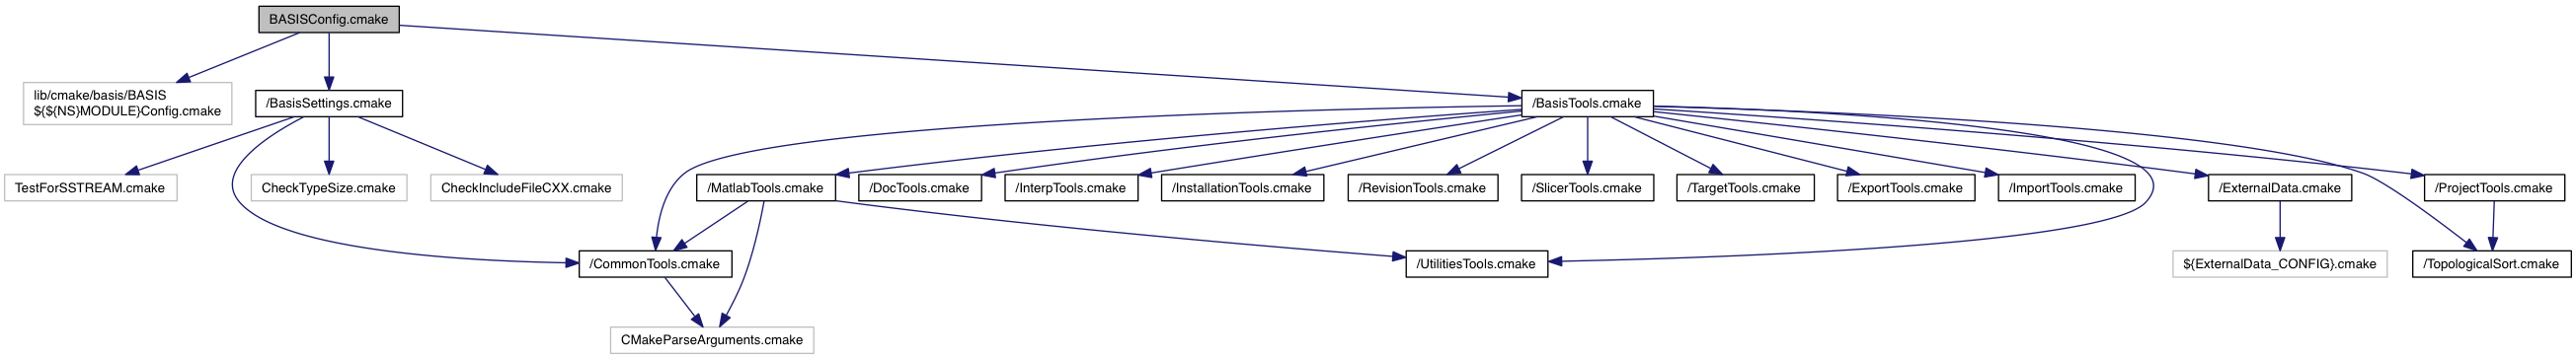 BASISConfig.cmake
lib/cmake/basis/BASIS
${${NS}MODULE}Config.cmake
/BasisSettings.cmake
/BasisTools.cmake
TestForSSTREAM.cmake
CheckTypeSize.cmake
CheckIncludeFileCXX.cmake
/MatlabTools.cmake
/DocTools.cmake
/InterpTools.cmake
/InstallationTools.cmake
/RevisionTools.cmake
/SlicerTools.cmake
/TargetTools.cmake
/ExportTools.cmake
/ImportTools.cmake
/ExternalData.cmake
/ProjectTools.cmake
/CommonTools.cmake
/UtilitiesTools.cmake
${ExternalData_CONFIG}.cmake
/TopologicalSort.cmake
CMakeParseArguments.cmake